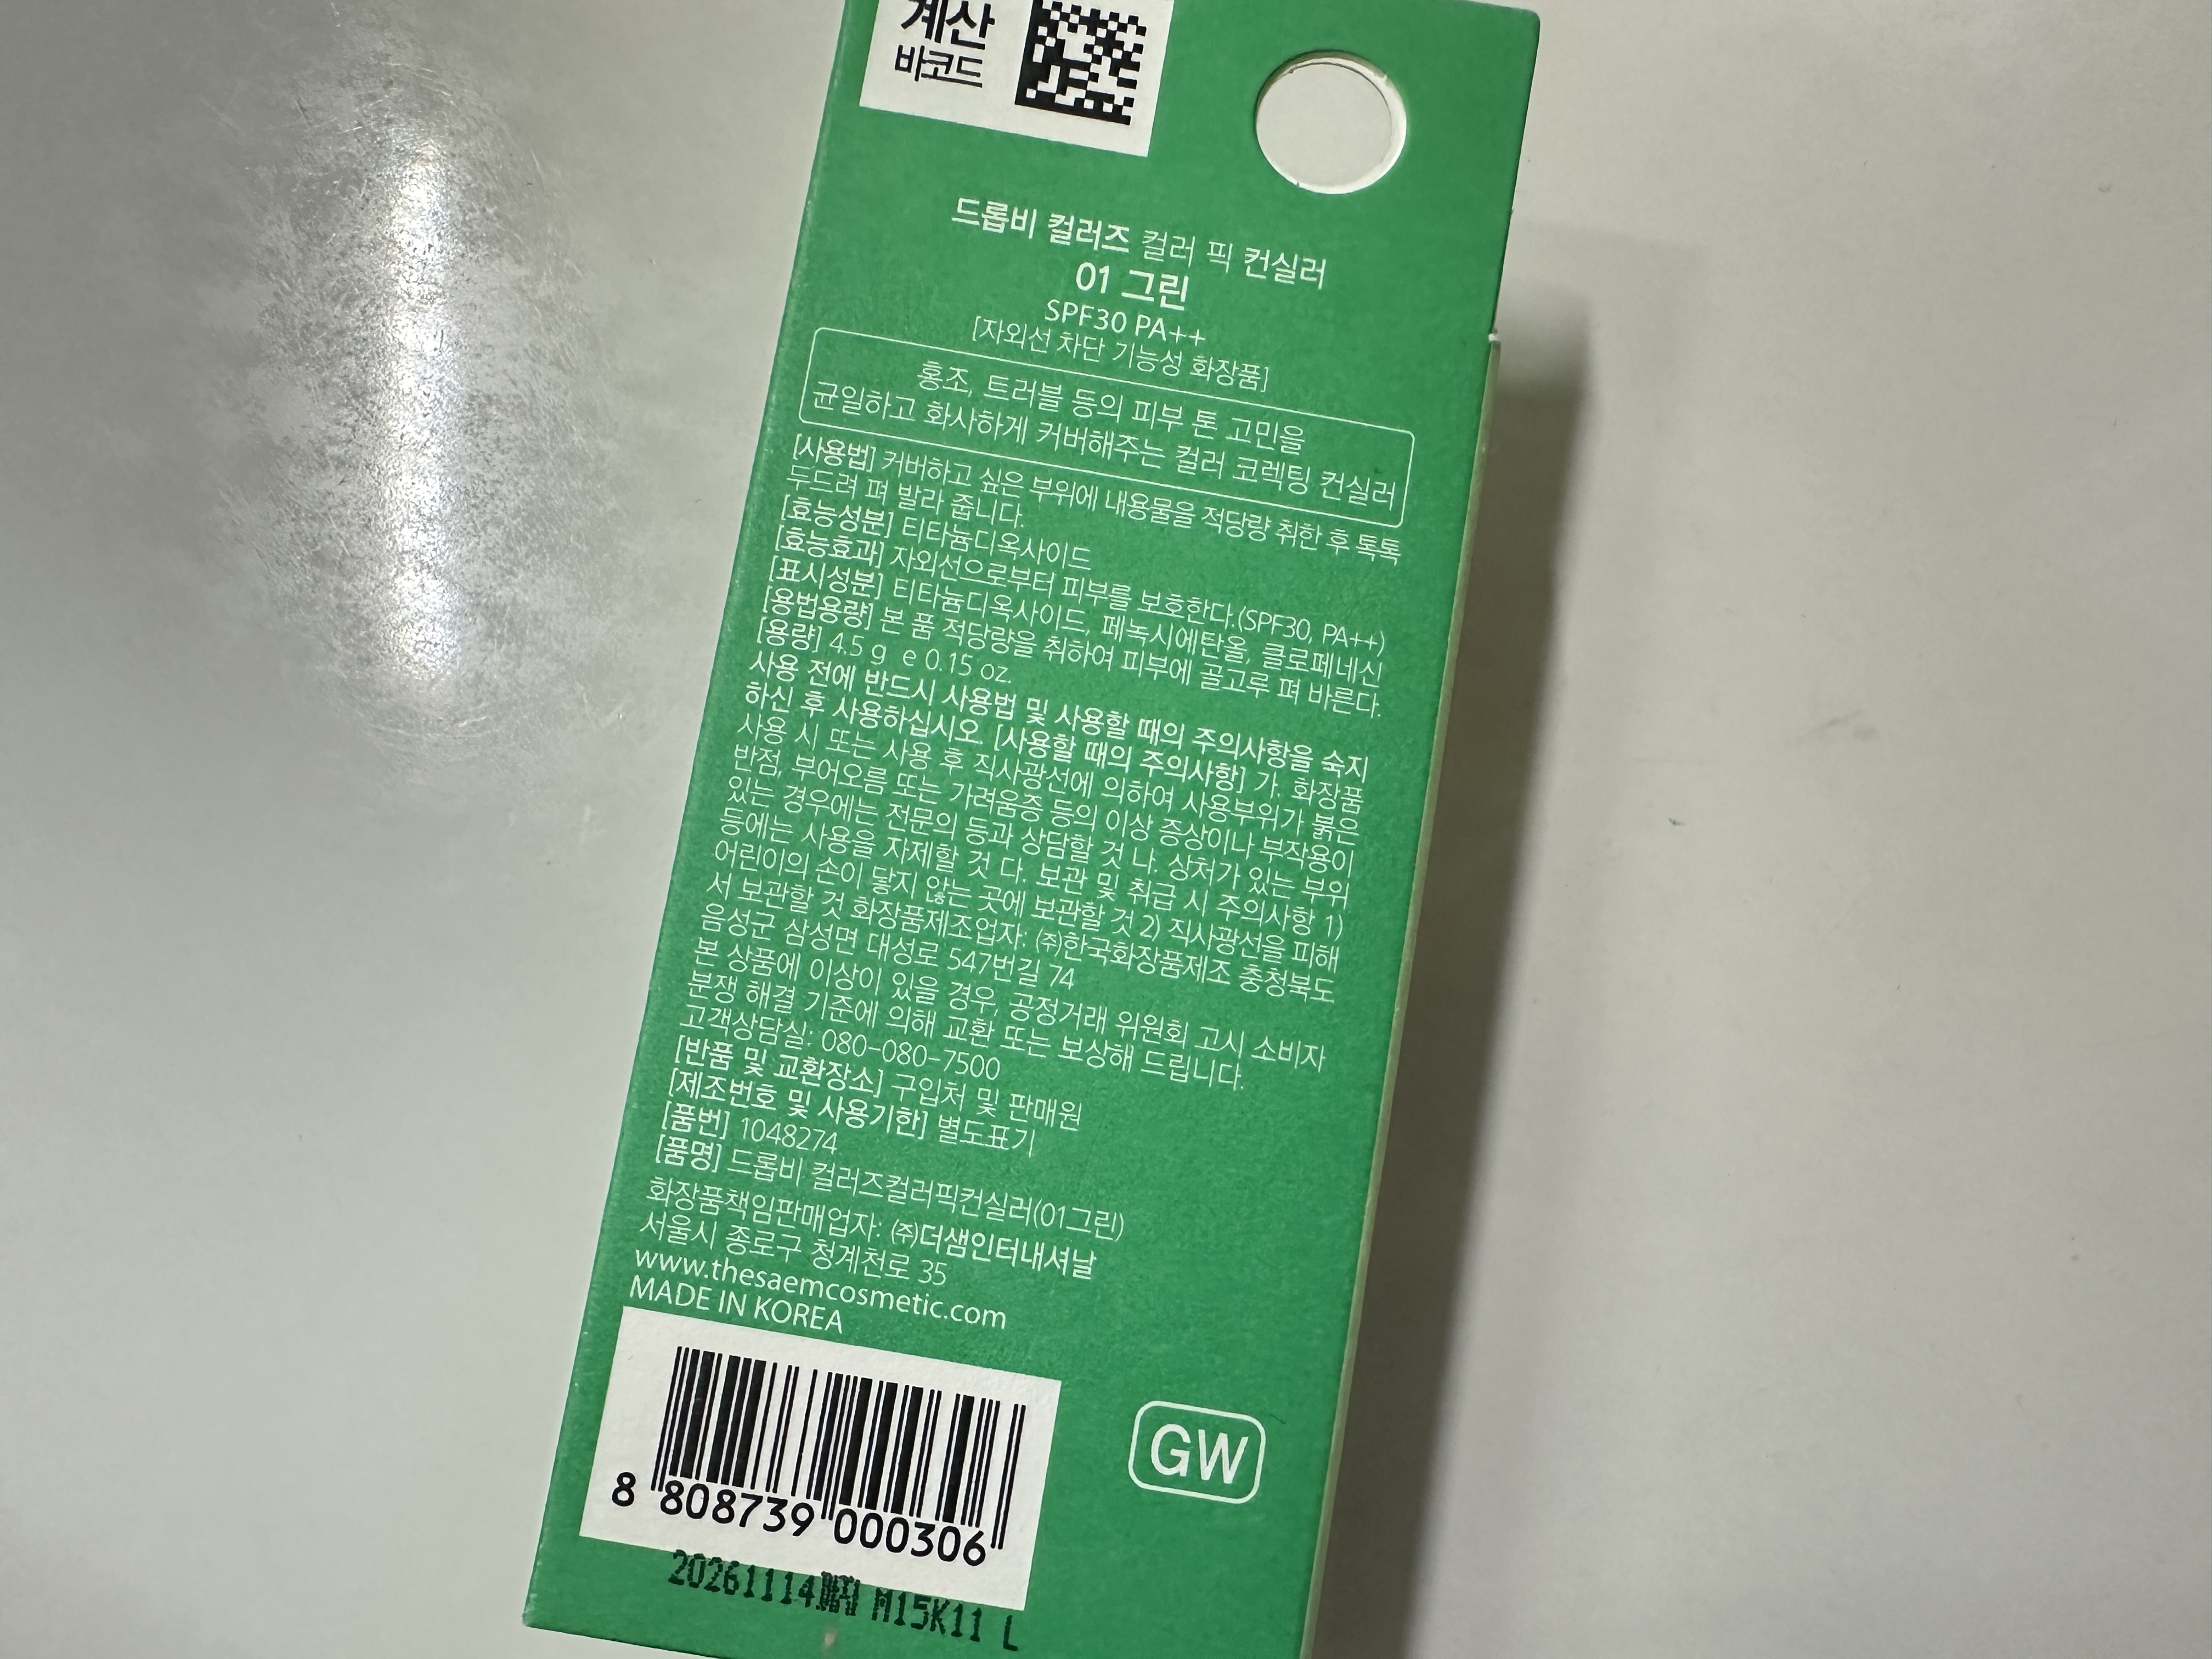 계산
바코드
드롭비 컬러즈 컬러 픽 컨실러
01 그린
SPF30 PA++
[자외선 차단 기능성 화장품]
홍조, 트러블 등의 피부 톤 고민을
균일하고 화사하게 커버해주는 컬러 코렉팅 컨실러
[사용법] 커버하고 싶은 부위에 내용물을 적당량 취한 후 톡톡
두드려 펴 발라 줍니다.
[효능성분] 티타늄디옥사이드
[효능효과] 자외선으로부터 피부를 보호한다.(SPF30, PA++)
[표시성분] 티타늄디옥사이드, 페녹시에탄올, 클로페네신
[용법용량] 본 품 적당량을 취하여 피부에 골고루 펴 바른다.
[용량] 4.5 g e 0.15 oz.
사용 전에 반드시 사용법 및 사용할 때의 주의사항을 숙지
하신 후 사용하십시오. [사용할 때의 주의사항] 가. 화장품
사용 시 또는 사용 후 직사광선에 의하여 사용부위가 붉은
반점, 부어오름 또는 가려움증 등의 이상 증상이나 부작용이
있는 경우에는 전문의 등과 상담할 것 나. 상처가 있는 부위
등에는 사용을 자제할 것 다. 보관 및 취급 시 주의사항 1)
어린이의 손이 닿지 않는 곳에 보관할 것 2) 직사광선을 피해
서 보관할 것 화장품제조업자: ㈜한국화장품제조 충청북도
음성군 삼성면 대성로 547번길 74
본 상품에 이상이 있을 경우, 공정거래 위원회 고시 소비자
분쟁 해결 기준에 의해 교환 또는 보상해 드립니다.
고객상담실: 080-080-7500
[반품 및 교환장소] 구입처 및 판매원
[제조번호 및 사용기한] 별도표기
[품번] 1048274
[품명] 드롭비 컬러즈컬러픽컨실러(01그린)
화장품책임판매업자: ㈜더샘인터내셔날
서울시 종로구 청계천로 35
www.thesaemcosmetic.com
MADE IN KOREA
GW
8 808739 000306
20261114까지 M15K11 L